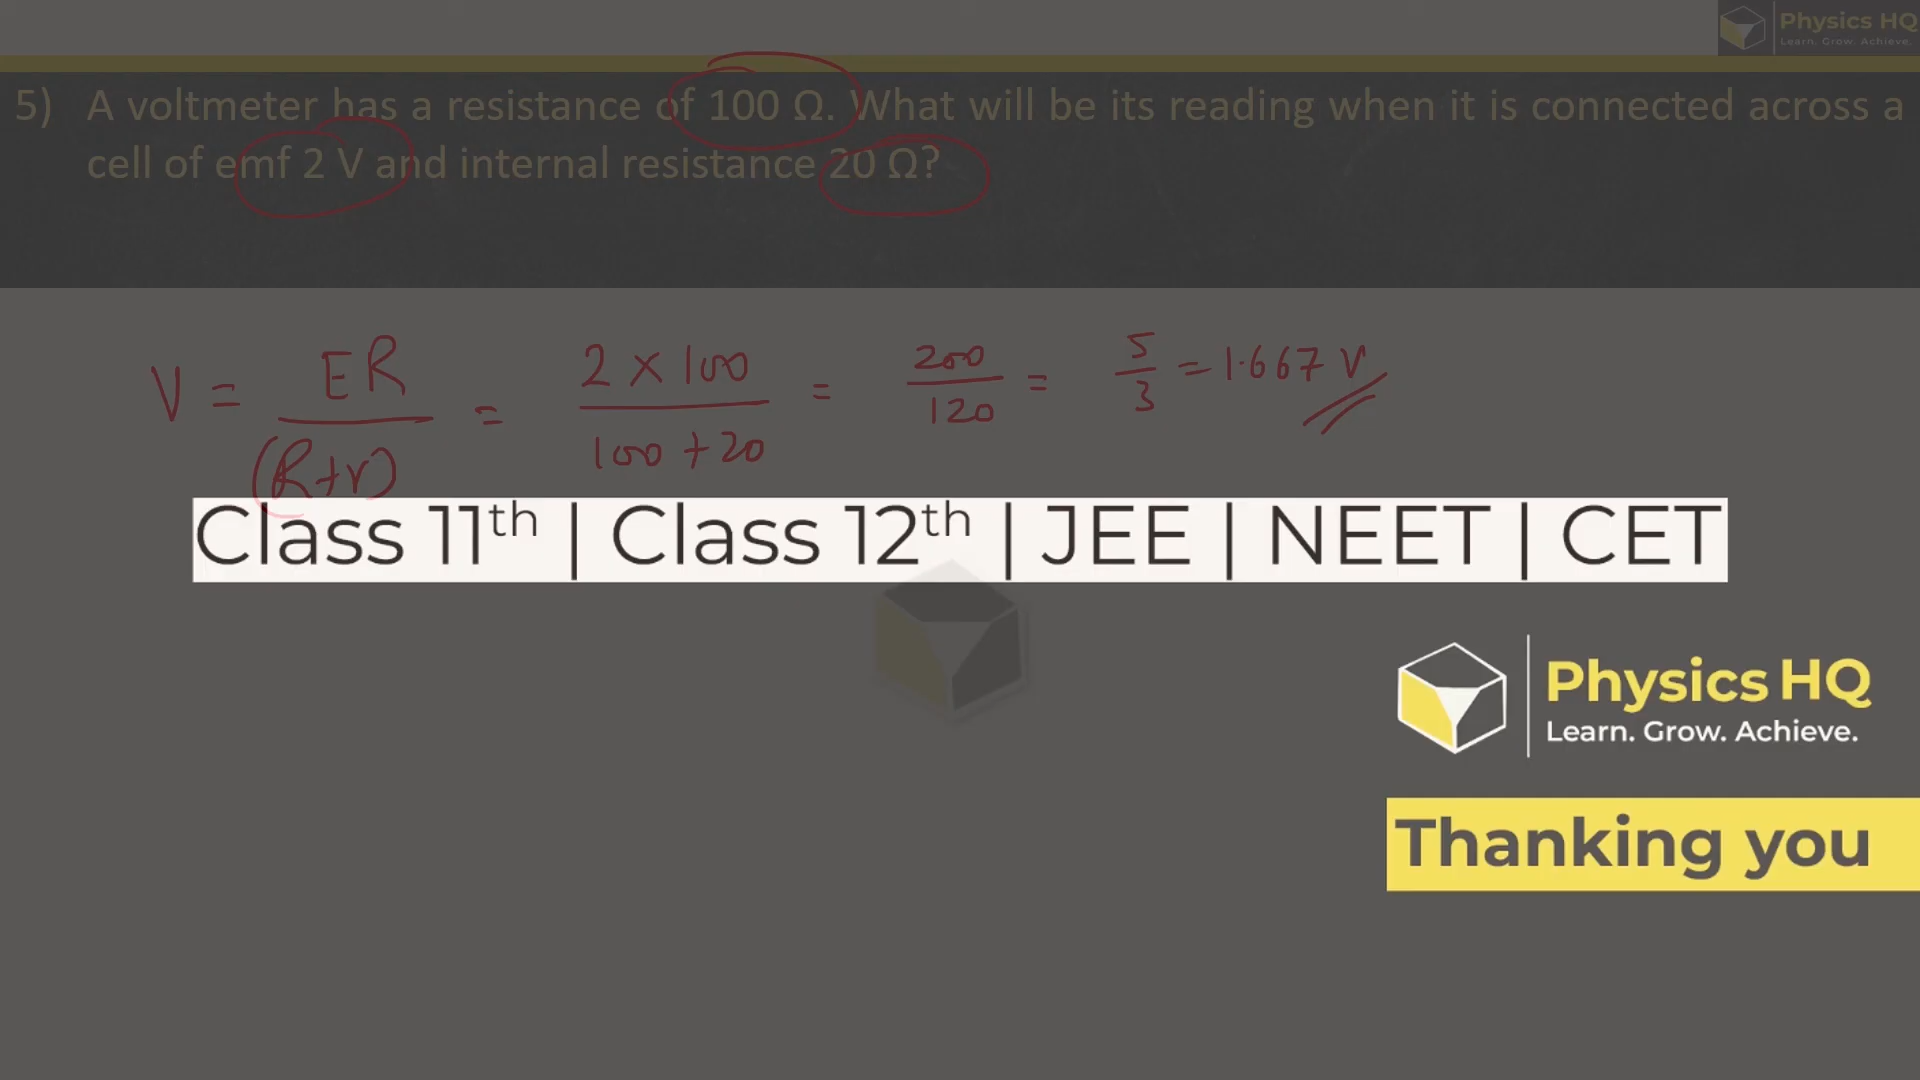 Physics HQ
Learn. Grow. Achieve.
5) A voltmeter has a resistance of 100 Ω. What will be its reading when it is connected across a
cell of emf 2 V and internal resistance 20 Ω?
V = ER/(R+r) = 2 × 100/100 + 20 = 200/120 = 5/3 = 1.667 V
Class 11th | Class 12th | JEE | NEET | CET
Physics HQ
Learn. Grow. Achieve.
Thanking you